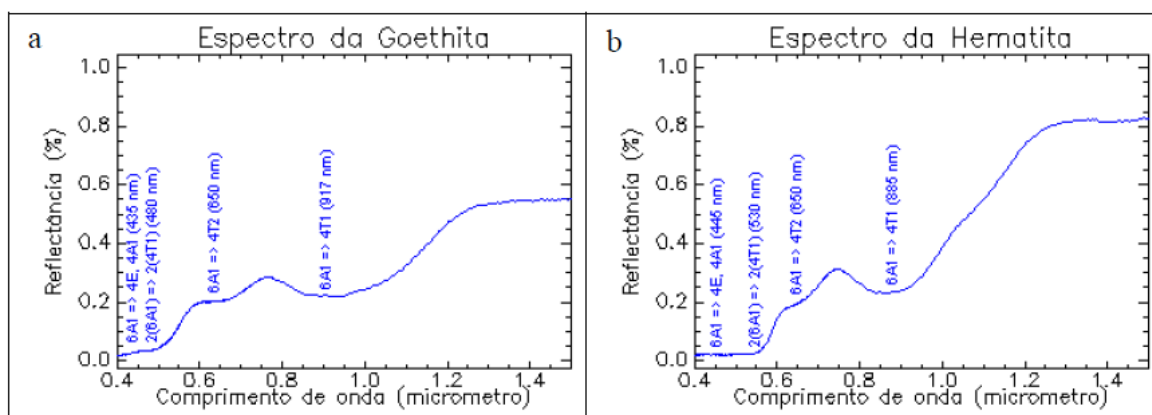 a
Espectro da Goethita
1.0
0.8
0.6
0.4
0.2
0.0
Reflectância (%)
6A1 => 4E, 4A1 (435 nm)
2(6A1) => 2(4T1) (480 nm)
6A1 => 4T2 (650 nm)
6A1 => 4T1 (917 nm)
0.4 0.6 0.8 1.0 1.2 1.4
Comprimento de onda (micrometro)
b
Espectro da Hematita
1.0
0.8
0.6
0.4
0.2
0.0
Reflectância (%)
6A1 => 4E, 4A1 (445 nm)
2(6A1) => 2(4T1) (530 nm)
6A1 => 4T2 (650 nm)
6A1 => 4T1 (885 nm)
0.4 0.6 0.8 1.0 1.2 1.4
Comprimento de onda (micrometro)